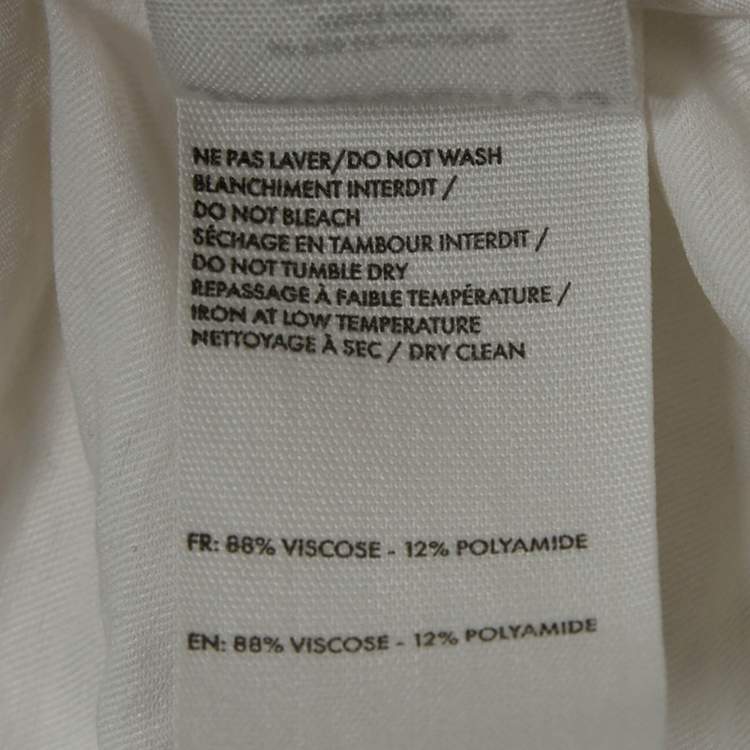 NE PAS LAVER/DO NOT WASH
BLANCHIMENT INTERDIT /
DO NOT BLEACH
SÉCHAGE EN TAMBOUR INTERDIT /
DO NOT TUMBLE DRY
REPASSAGE À FAIBLE TEMPÉRATURE /
IRON AT LOW TEMPERATURE
NETTOYAGE À SEC / DRY CLEAN
FR: 88% VISCOSE - 12% POLYAMIDE
EN: 88% VISCOSE - 12% POLYAMIDE